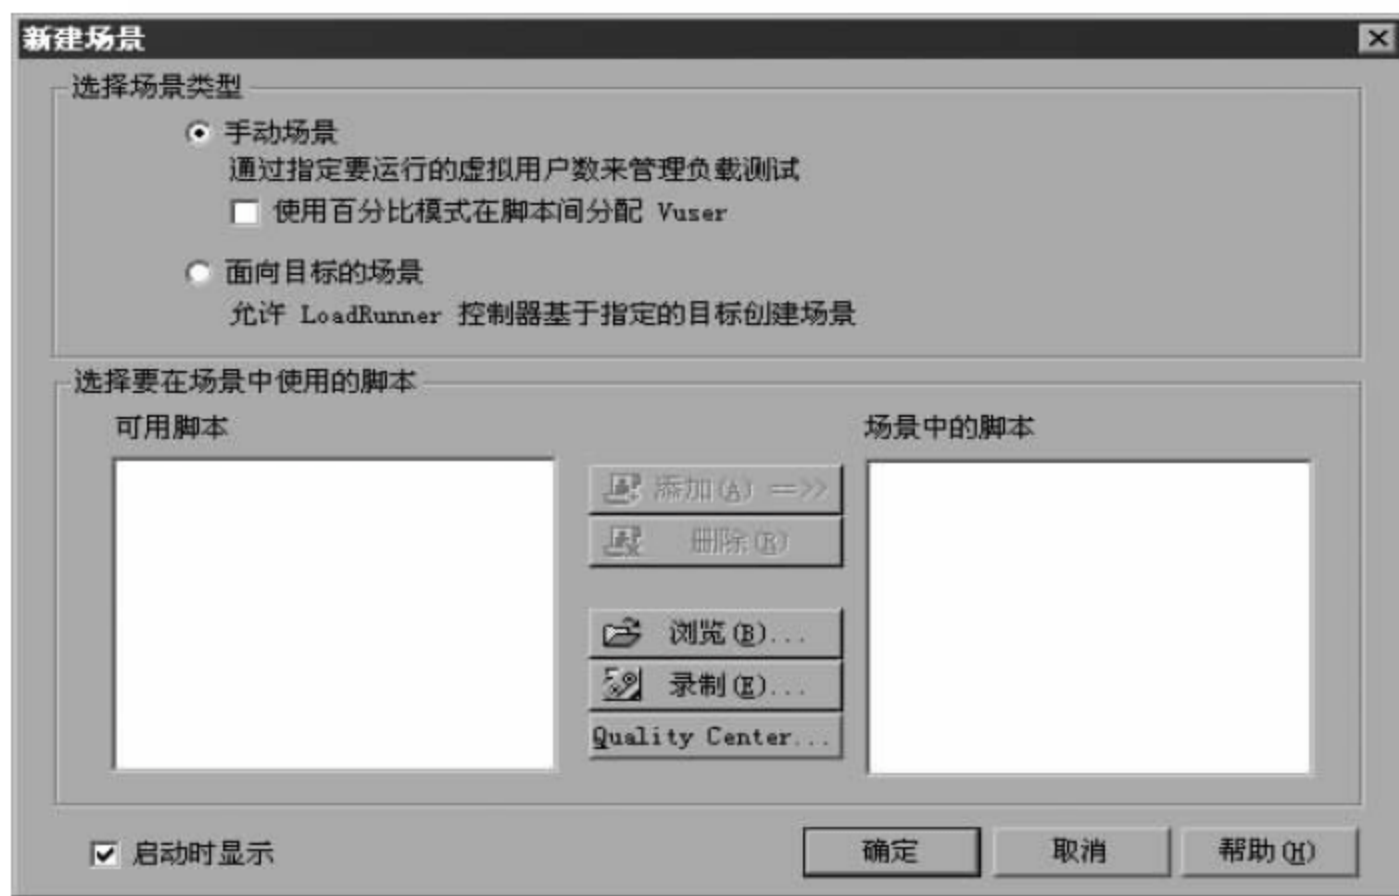 新建场景
选择场景类型
手动场景
通过指定要运行的虚拟用户数来管理负载测试
使用百分比模式在脚本间分配 Vuser
面向目标的场景
允许 LoadRunner 控制器基于指定的目标创建场景
选择要在场景中使用的脚本
可用脚本
场景中的脚本
添加(A) ==>>
删除(R)
浏览(B)...
录制(E)...
Quality Center...
启动时显示
确定
取消
帮助(H)